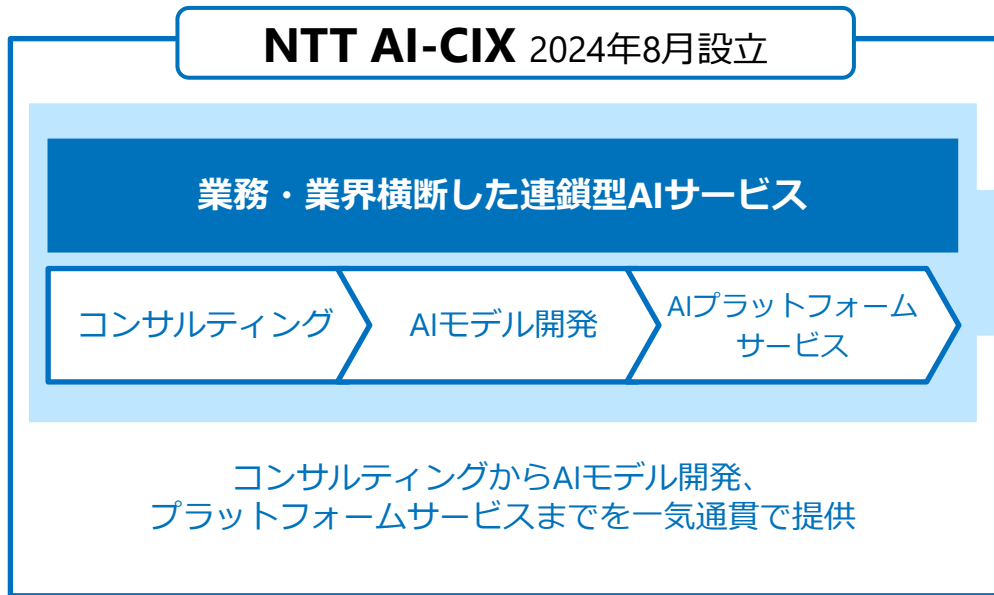 NTT AI-CIX 2024年8月設立
業務・業界横断した連鎖型AIサービス
コンサルティング
AIモデル開発
AIプラットフォーム
サービス
コンサルティングからAIモデル開発、
プラットフォームサービスまでを一気通貫で提供